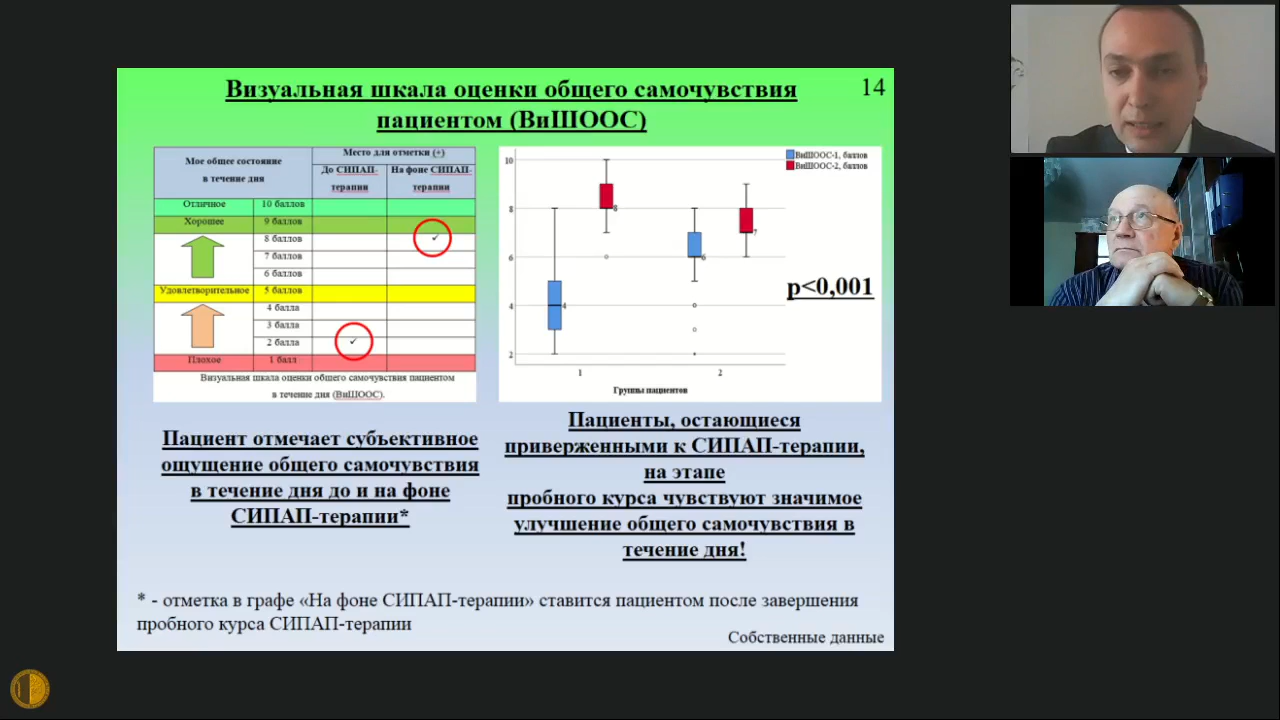 Визуальная шкала оценки общего самочувствия
пациентом (ВиШООС)
14
Мое общее состояние
в течение дня
Место для отметки (+)
До СИПАП-
терапии
На фоне СИПАП-
терапии
Отличное 10 баллов
Хорошее 9 баллов
8 баллов ✓
7 баллов
6 баллов
Удовлетворительное 5 баллов
4 балла
3 балла
2 балла ✓
Плохое 1 балл
Визуальная шкала оценки общего самочувствия пациентом
в течение дня (ВиШООС).
ВиШООС-1, баллов
ВиШООС-2, баллов
10
8
6
4
2
4
8
6
7
1 2
Группы пациентов
p<0,001
Пациент отмечает субъективное
ощущение общего самочувствия
в течение дня до и на фоне
СИПАП-терапии*
Пациенты, остающиеся
приверженными к СИПАП-терапии,
на этапе
пробного курса чувствуют значимое
улучшение общего самочувствия в
течение дня!
* - отметка в графе «На фоне СИПАП-терапии» ставится пациентом после завершения
пробного курса СИПАП-терапии
Собственные данные